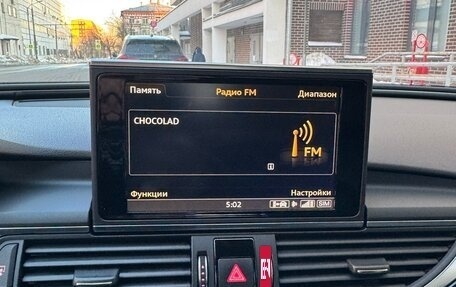 Память Радио FM Диапазон
CHOCOLAD
FM
Функции Настройки
5:02 SIM